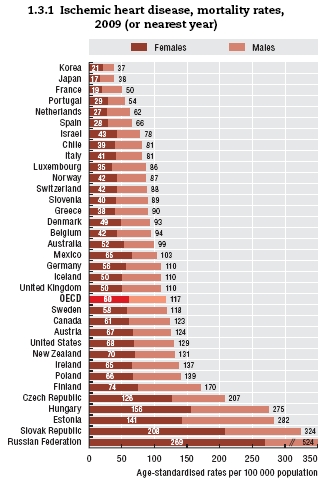 1.3.1 Ischemic heart disease, mortality rates,
2009 (or nearest year)
Females Males
Korea 21 37
Japan 17 38
France 19 50
Portugal 29 54
Netherlands 27 62
Spain 28 66
Israel 43 78
Chile 39 81
Italy 41 81
Luxembourg 35 86
Norway 42 87
Switzerland 42 88
Slovenia 40 89
Greece 38 90
Denmark 49 93
Belgium 42 94
Australia 52 99
Mexico 65 103
Germany 56 110
Iceland 50 110
United Kingdom 50 110
OECD 60 117
Sweden 58 118
Canada 61 123
Austria 67 124
United States 68 129
New Zealand 70 131
Ireland 65 137
Poland 66 139
Finland 74 170
Czech Republic 126 207
Hungary 156 275
Estonia 141 282
Slovak Republic 208 324
Russian Federation 269 // 524
0 50 100 150 200 250 300 350
Age-standardised rates per 100 000 population